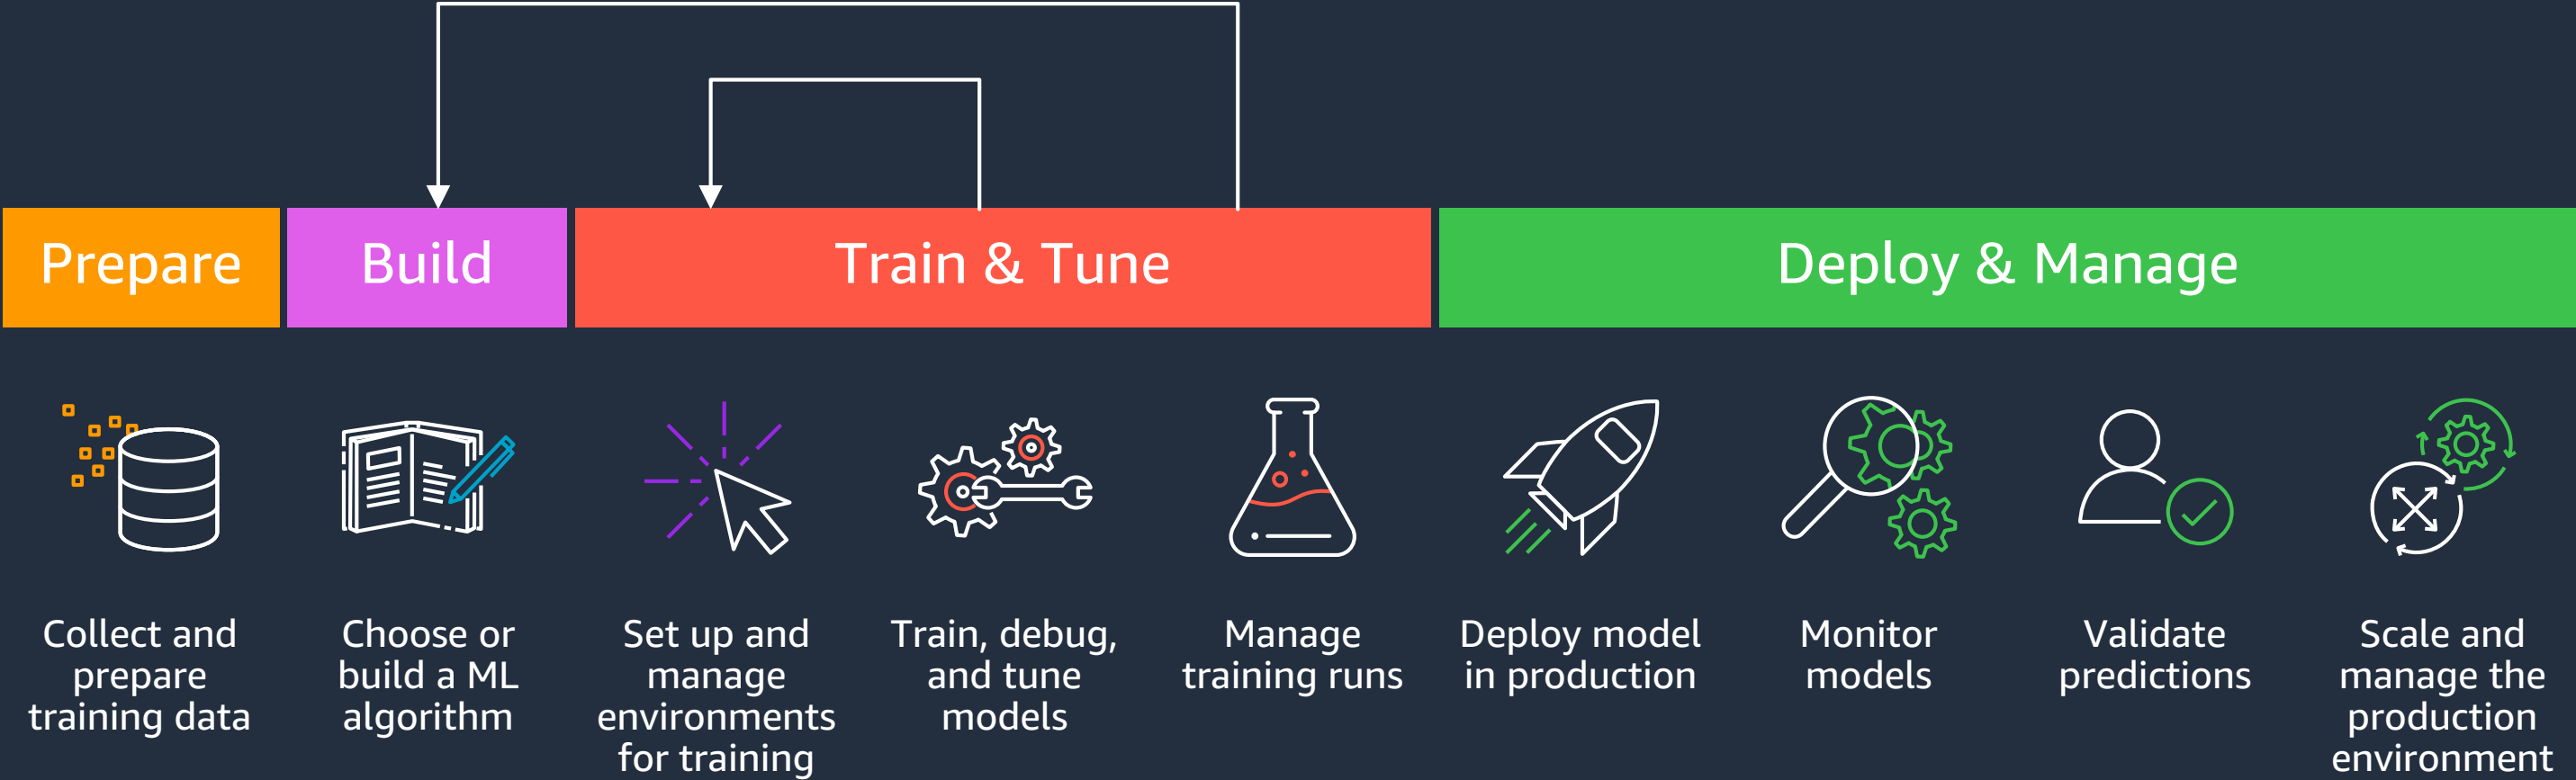 Prepare
Build
Train & Tune
Deploy & Manage
Collect and
prepare
training data
Choose or
build a ML
algorithm
Set up and
manage
environments
for training
Train, debug,
and tune
models
Manage
training runs
Deploy model
in production
Monitor
models
Validate
predictions
Scale and
manage the
production
environment